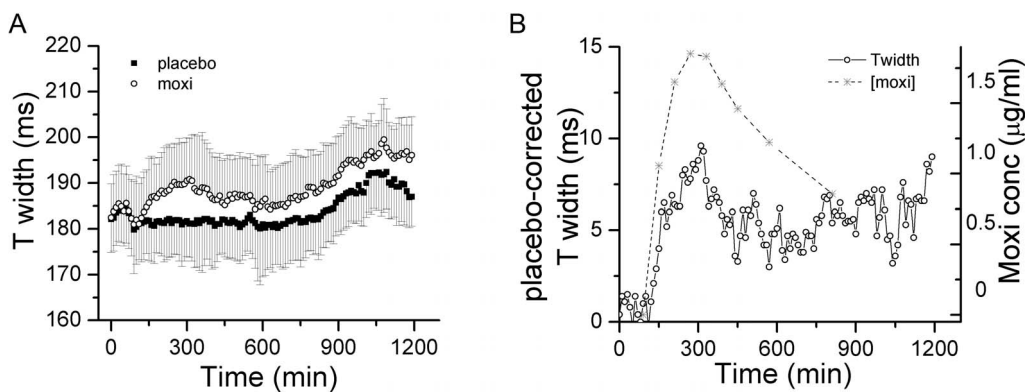 A
T width (ms)
220
210
200
190
180
170
160
placebo
moxi
0
300
600
900
1200
Time (min)
B
placebo-corrected
T width (ms)
15
10
5
0
Twidth
[moxi]
1.5
1.0
0.5
0
Moxi conc (µg/ml)
0
300
600
900
1200
Time (min)